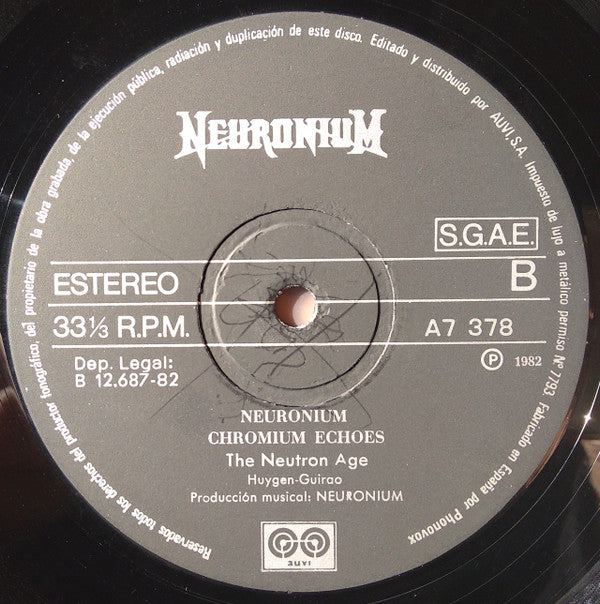 Reservados todos los derechos del productor fonográfico, del propietario de la obra grabada, de la ejecución pública, radiación y duplicación de este disco. Editado y distribuido por AUVI, S.A. Impuesto de lujo a metálico permiso Nº 7793. Fabricado en España por Phonovox
NEURONIUM
S.G.A.E.
ESTEREO
B
33⅓ R.P.M.
A7 378
Dep. Legal:
B 12.687-82
Ⓟ 1982
NEURONIUM
CHROMIUM ECHOES
The Neutron Age
Huygen-Guirao
Producción musical: NEURONIUM
auvi